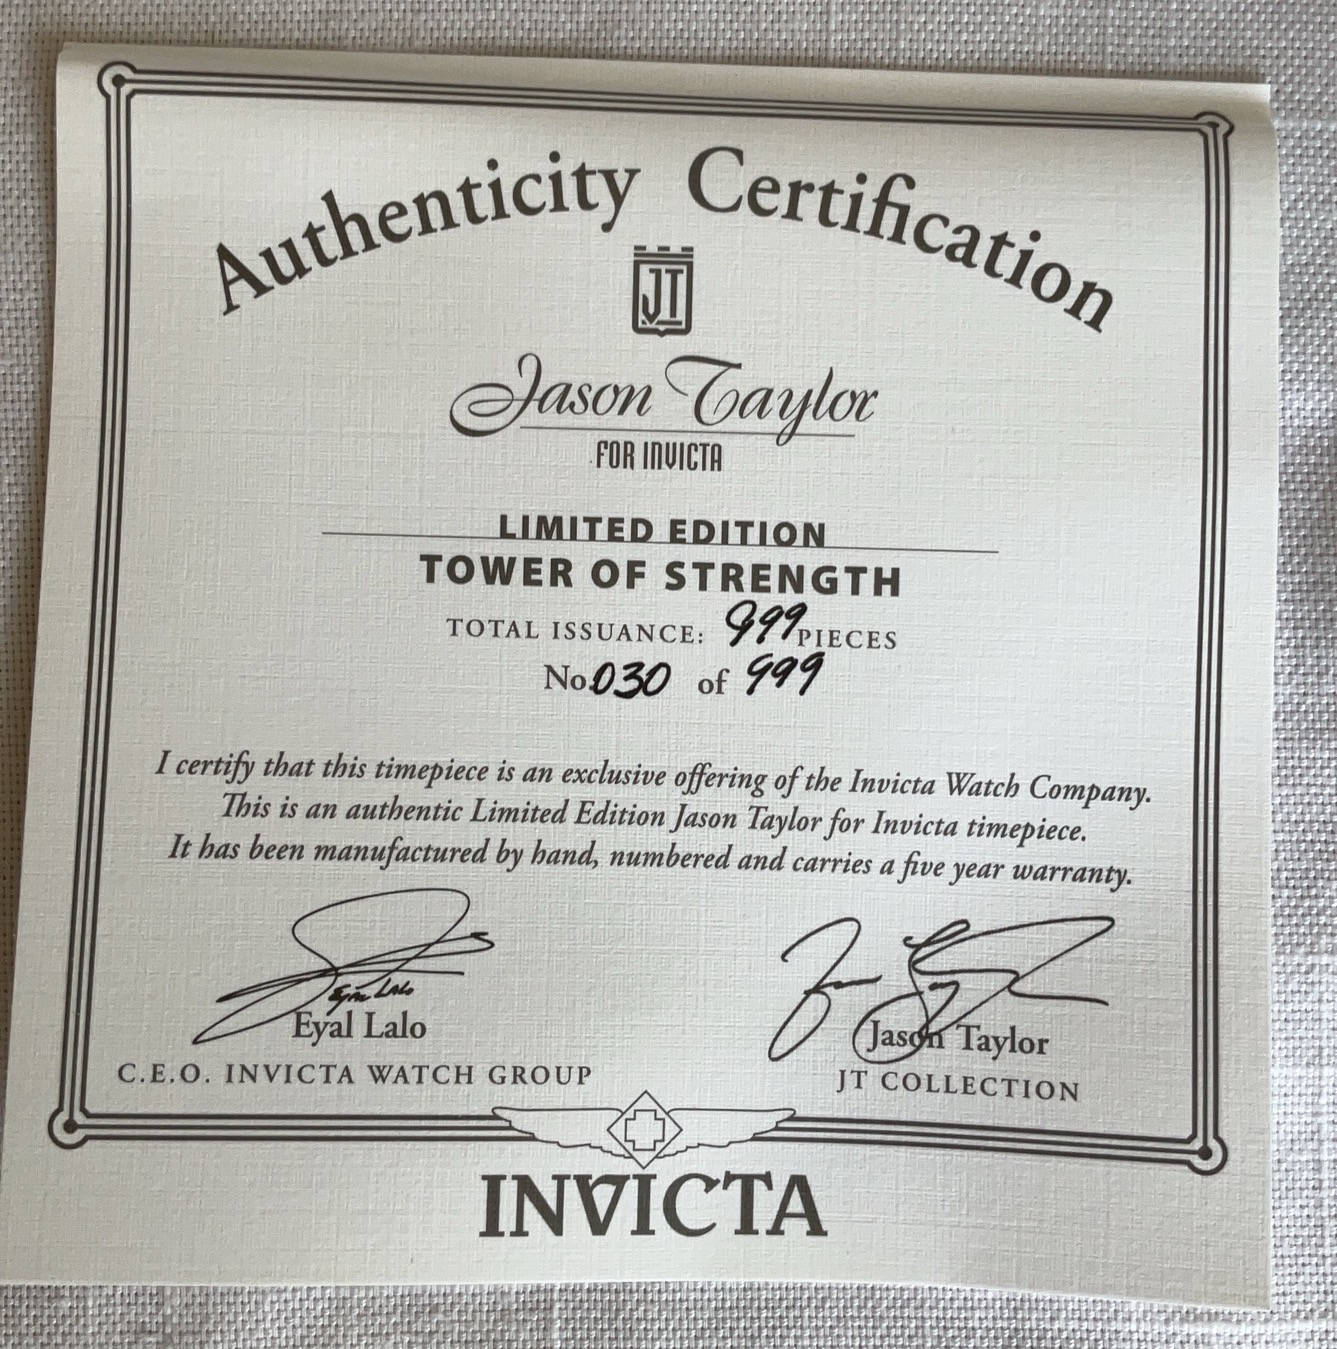 Authenticity Certification
JT
Jason Taylor
FOR INVICTA
LIMITED EDITION
TOWER OF STRENGTH
TOTAL ISSUANCE: 999 PIECES
No. 030 of 999
I certify that this timepiece is an exclusive offering of the Invicta Watch Company.
This is an authentic Limited Edition Jason Taylor for Invicta timepiece.
It has been manufactured by hand, numbered and carries a five year warranty.
Eyal Lalo
Eyal Lalo
Jason Taylor
C.E.O. INVICTA WATCH GROUP
JT COLLECTION
INVICTA